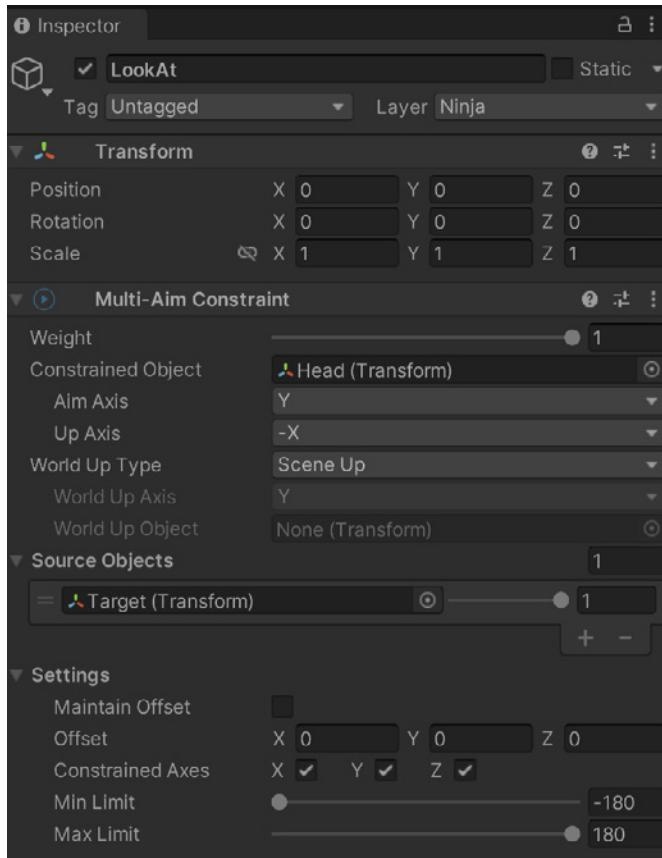 Inspector
LookAt Static
Tag Untagged Layer Ninja
Transform
Position X 0 Y 0 Z 0
Rotation X 0 Y 0 Z 0
Scale X 1 Y 1 Z 1
Multi-Aim Constraint
Weight 1
Constrained Object Head (Transform)
Aim Axis Y
Up Axis -X
World Up Type Scene Up
World Up Axis Y
World Up Object None (Transform)
Source Objects 1
Target (Transform) 1
+ −
Settings
Maintain Offset
Offset X 0 Y 0 Z 0
Constrained Axes X Y Z
Min Limit -180
Max Limit 180